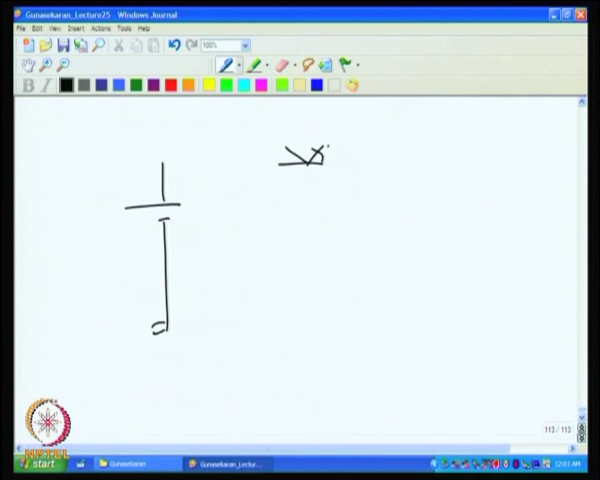 Gunasekaran_Lecture25 Windows Journal
File Edit View Insert Actions Tools Help
100%
B I
113 / 113
NPTEL
start Gunasekaran Gunasekaran_Lectur... 12:01 AM